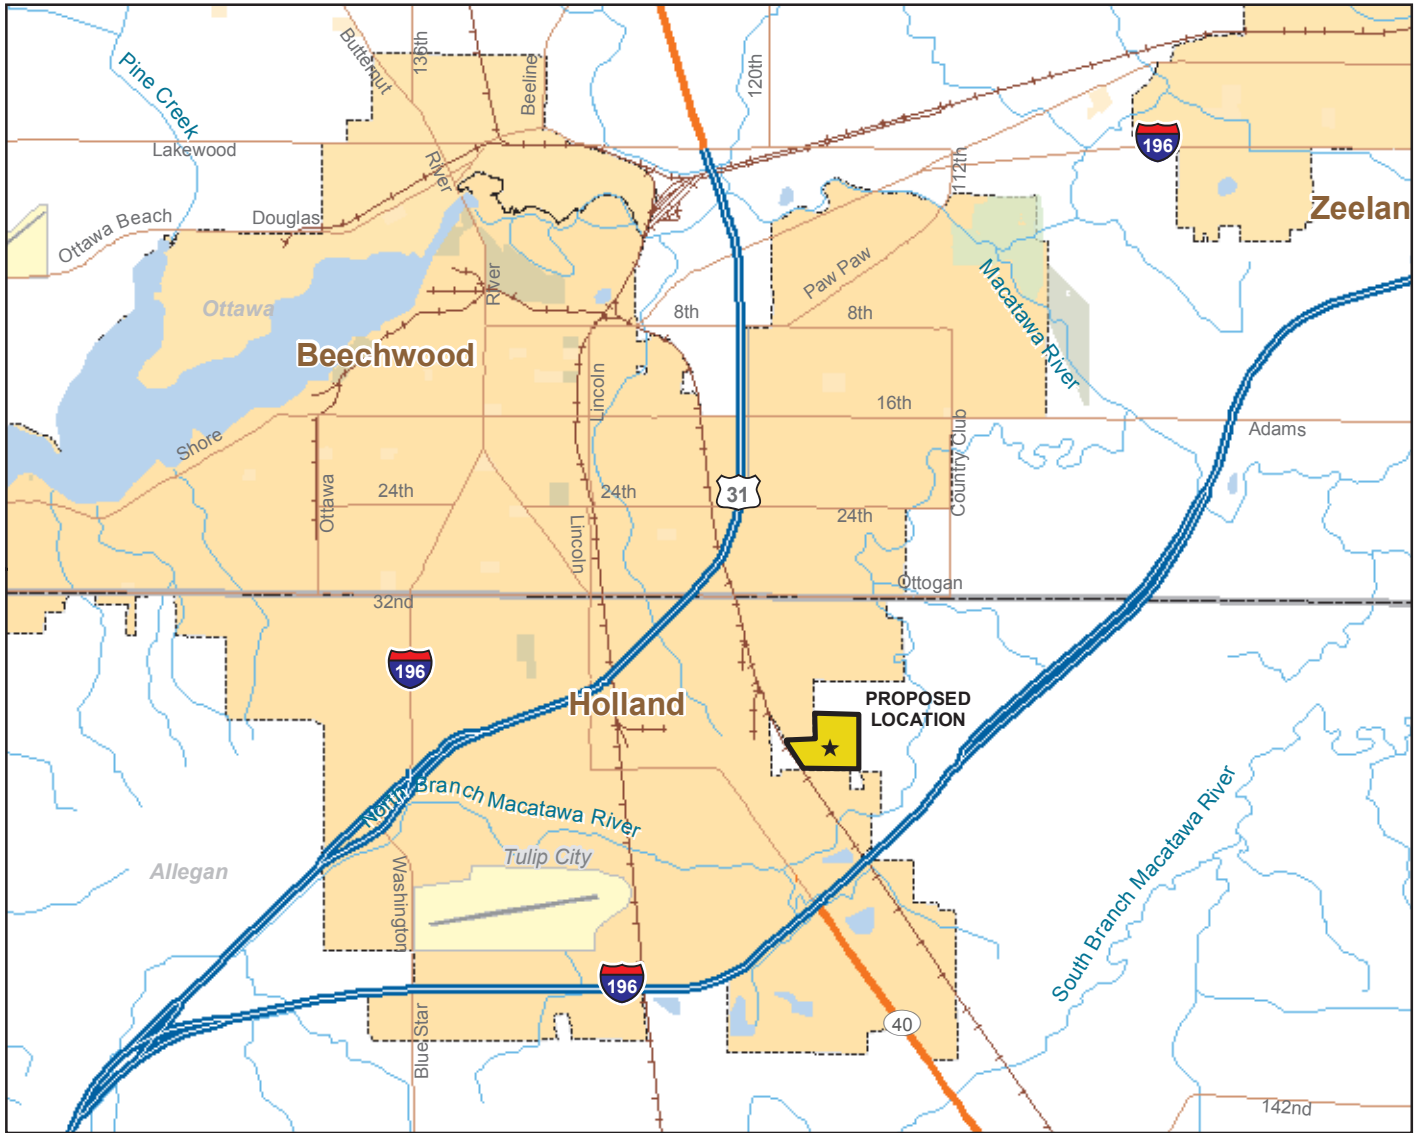 Butternut
136th
Beeline
120th
Pine Creek
Lakewood
River
112th
196
Zeelan
Ottawa Beach
Douglas
Paw Paw
Macatawa River
River
Ottawa
8th
8th
Beechwood
Lincoln
16th
Country Club
Adams
Shore
24th
24th
31
24th
Ottawa
Lincoln
Ottogan
32nd
196
Holland
PROPOSED
LOCATION
North Branch Macatawa River
South Branch Macatawa River
Tulip City
Allegan
Washington
196
40
Blue Star
142nd